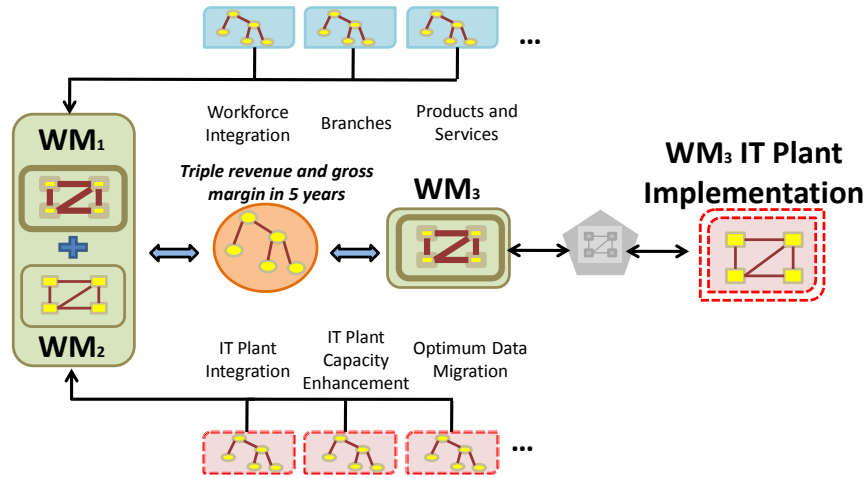 ...
Workforce
Integration
Branches
Products and
Services
WM₁
Triple revenue and gross
margin in 5 years
WM₃
WM₃ IT Plant
Implementation
WM₂
IT Plant
Integration
IT Plant
Capacity
Enhancement
Optimum Data
Migration
...